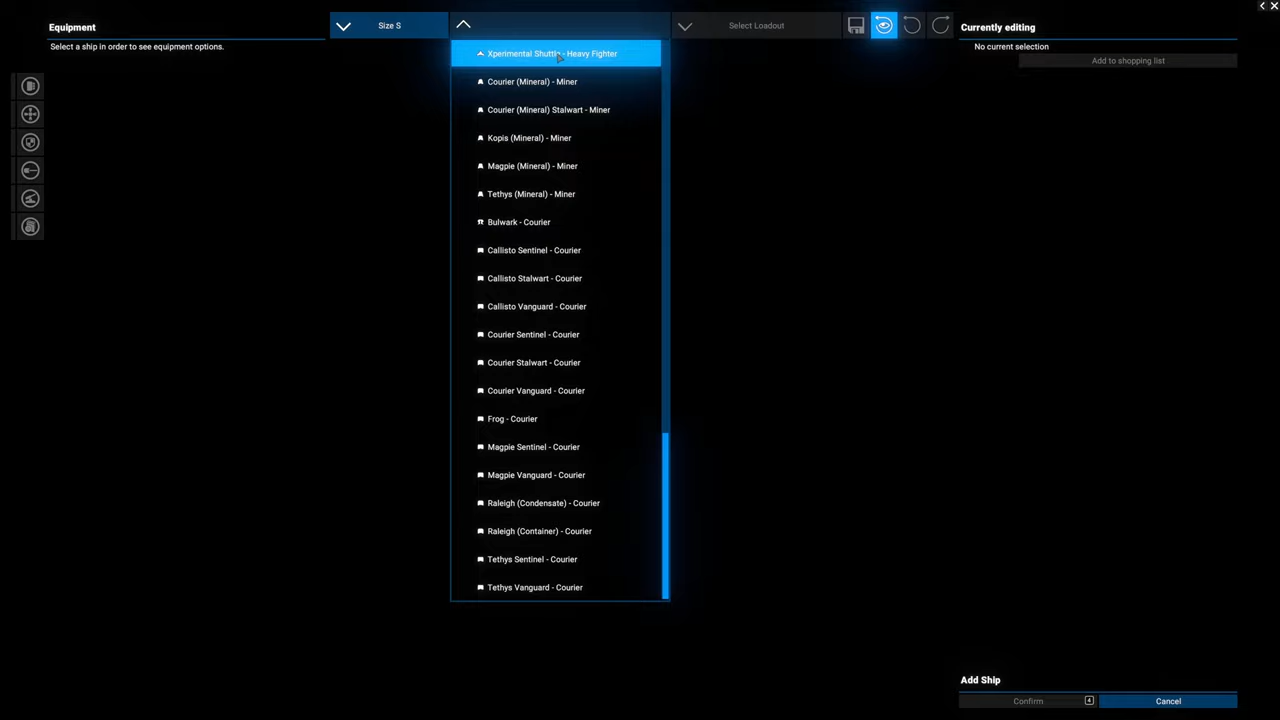 Equipment
Select a ship in order to see equipment options.
Size S
Select Loadout
Currently editing
No current selection
Add to shopping list
Xperimental Shuttle - Heavy Fighter
Courier (Mineral) - Miner
Courier (Mineral) Stalwart - Miner
Kopis (Mineral) - Miner
Magpie (Mineral) - Miner
Tethys (Mineral) - Miner
Bulwark - Courier
Callisto Sentinel - Courier
Callisto Stalwart - Courier
Callisto Vanguard - Courier
Courier Sentinel - Courier
Courier Stalwart - Courier
Courier Vanguard - Courier
Frog - Courier
Magpie Sentinel - Courier
Magpie Vanguard - Courier
Raleigh (Condensate) - Courier
Raleigh (Container) - Courier
Tethys Sentinel - Courier
Tethys Vanguard - Courier
Add Ship
Confirm
Cancel